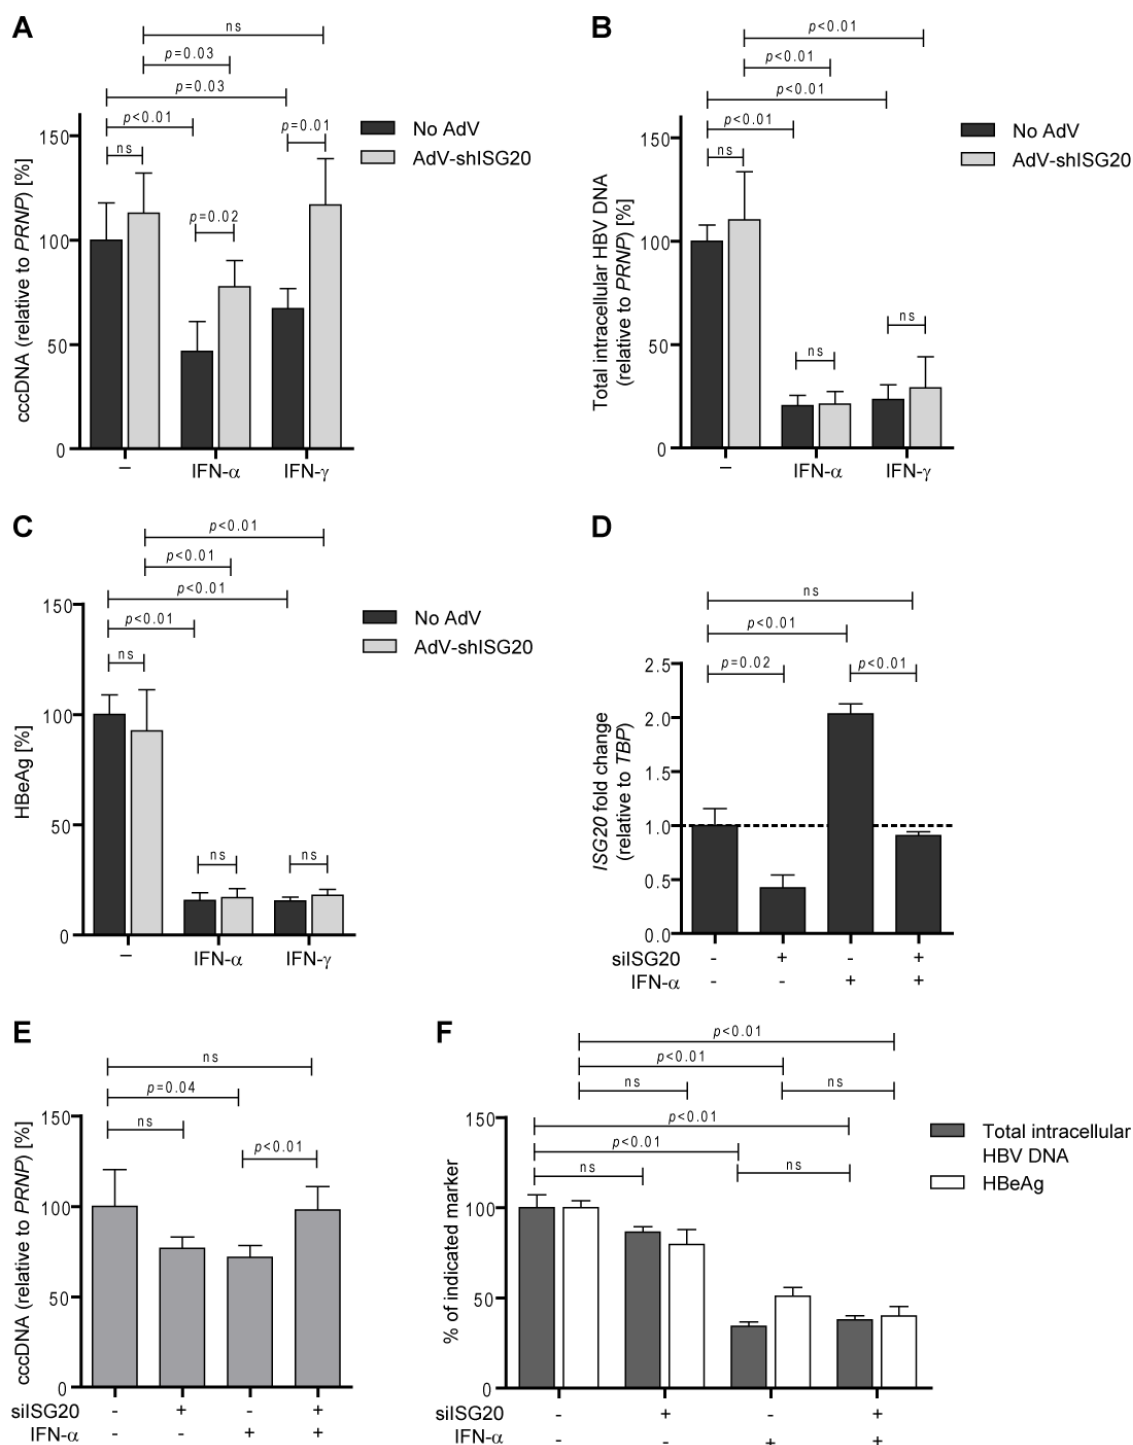 A
ns
p=0.03
p=0.03
p<0.01
p=0.01
ns
p=0.02
150
100
50
0
cccDNA (relative to PRNP) [%]
–
IFN-α
IFN-γ
No AdV
AdV-shISG20
B
p<0.01
p<0.01
p<0.01
p<0.01
ns
ns
ns
150
100
50
0
Total intracellular HBV DNA
(relative to PRNP) [%]
–
IFN-α
IFN-γ
No AdV
AdV-shISG20
C
p<0.01
p<0.01
p<0.01
p<0.01
ns
ns
ns
150
100
50
0
HBeAg [%]
–
IFN-α
IFN-γ
No AdV
AdV-shISG20
D
ns
p<0.01
p=0.02
p<0.01
2.5
2.0
1.5
1.0
0.5
0.0
ISG20 fold change
(relative to TBP)
siISG20 - + - +
IFN-α - - + +
E
ns
p=0.04
ns
p<0.01
150
100
50
0
cccDNA (relative to PRNP) [%]
siISG20 - + - +
IFN-α - - + +
F
p<0.01
p<0.01
ns
ns
p<0.01
p<0.01
ns
ns
150
100
50
0
% of indicated marker
siISG20 - + - +
IFN-α - - + +
Total intracellular
HBV DNA
HBeAg